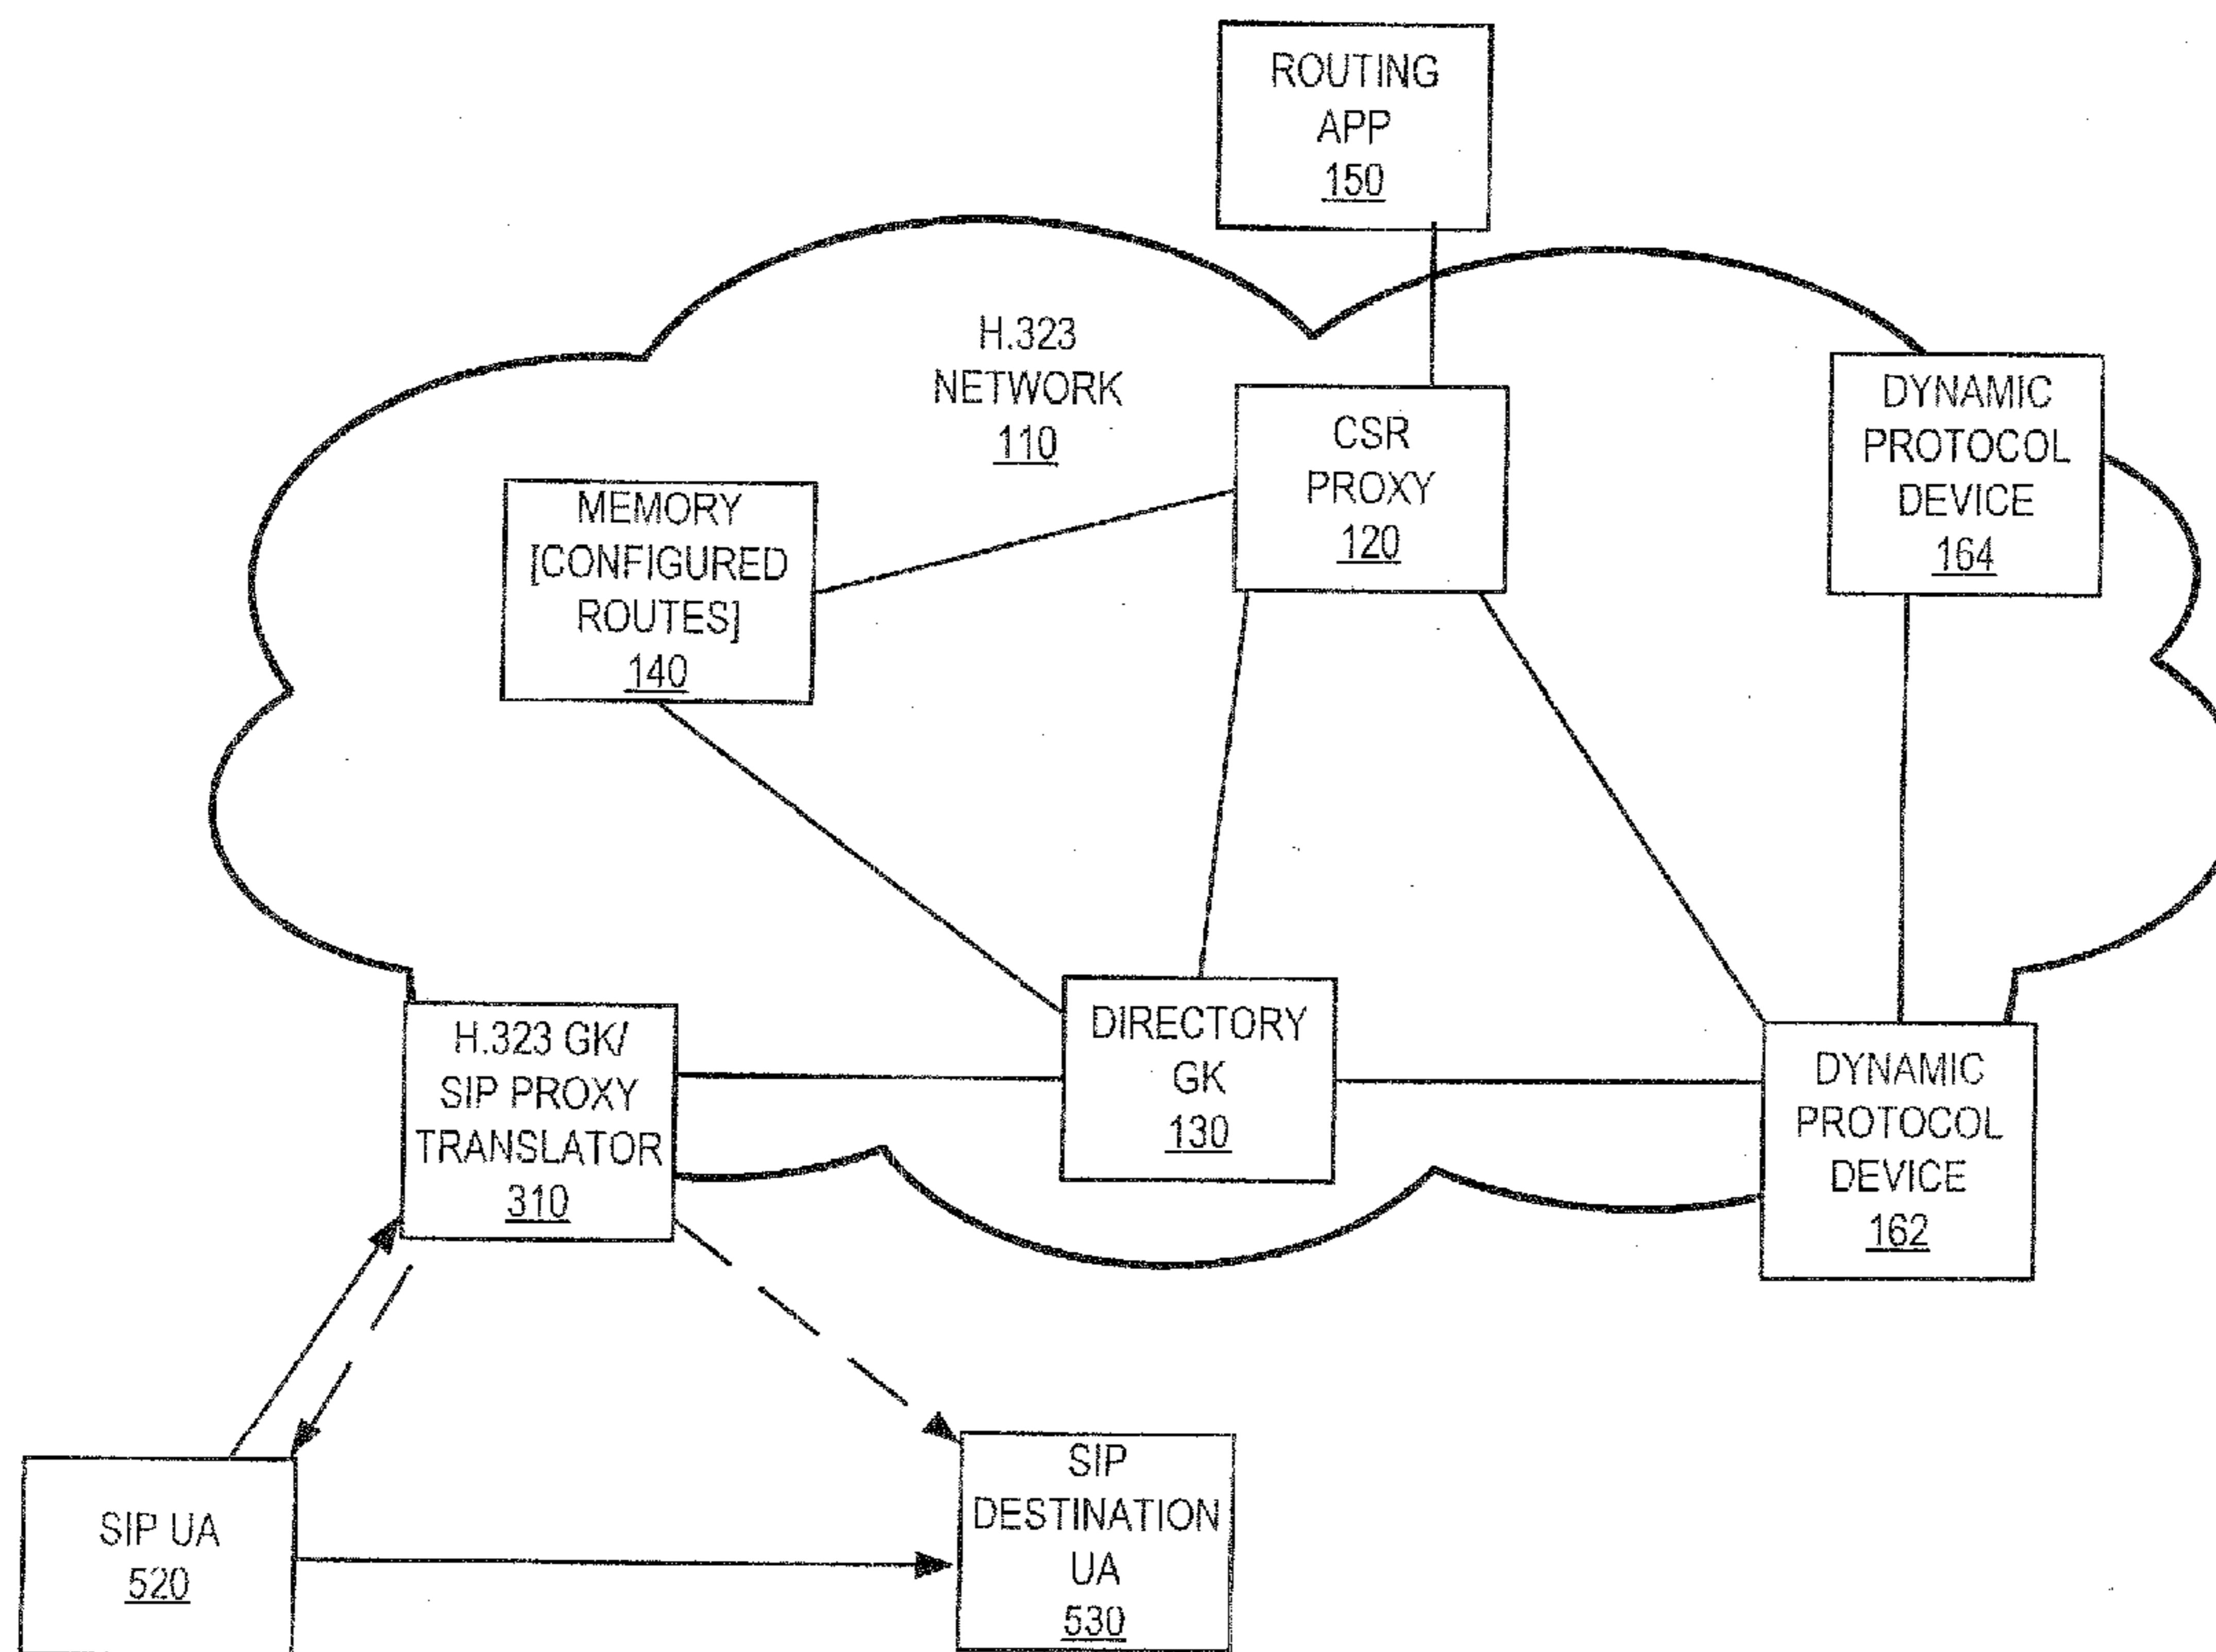 ROUTING
APP
150
H.323
NETWORK
110
CSR
PROXY
120
DYNAMIC
PROTOCOL
DEVICE
164
MEMORY
[CONFIGURED
ROUTES]
140
H.323 GK/
SIP PROXY
TRANSLATOR
310
DIRECTORY
GK
130
DYNAMIC
PROTOCOL
DEVICE
162
SIP UA
520
SIP
DESTINATION
UA
530